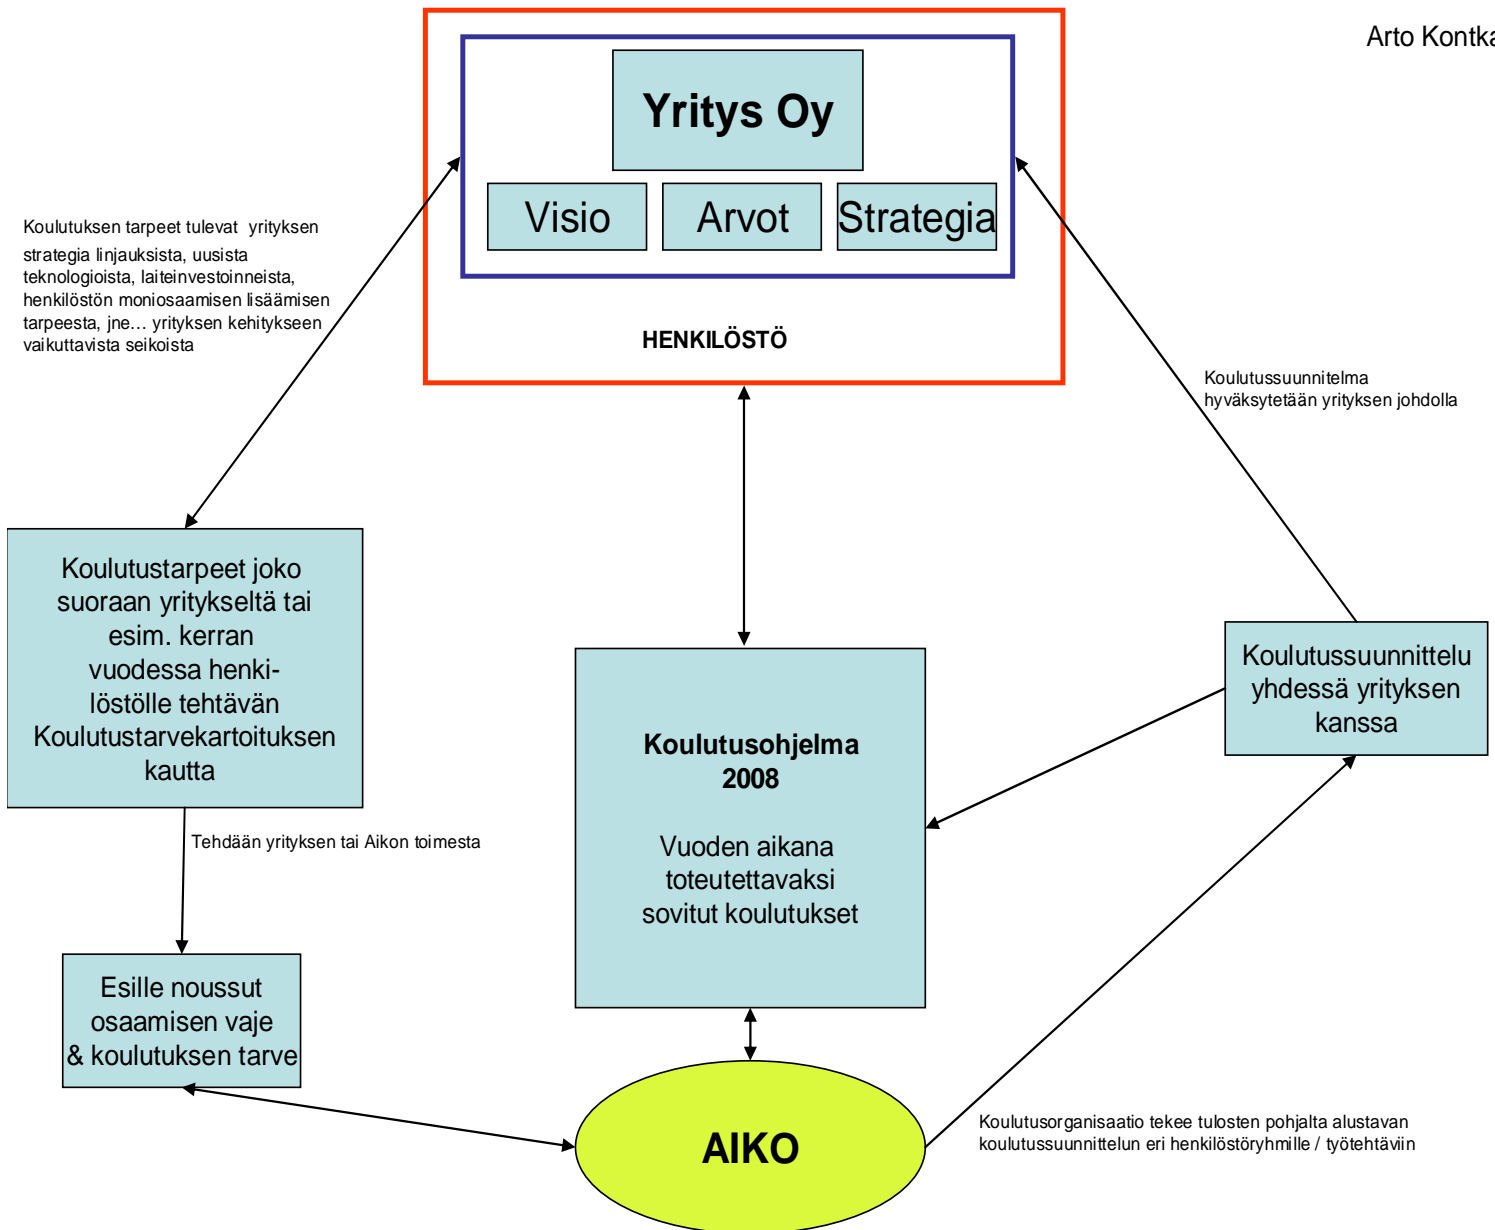 Arto Kontka
Yritys Oy
Visio
Arvot
Strategia
HENKILÖSTÖ
Koulutuksen tarpeet tulevat yrityksen
strategia linjauksista, uusista
teknologioista, laiteinvestoinneista,
henkilöstön moniosaamisen lisäämisen
tarpeesta, jne... yrityksen kehitykseen
vaikuttavista seikoista
Koulutussuunnitelma
hyväksytetään yrityksen johdolla
Koulutustarpeet joko
suoraan yritykseltä tai
esim. kerran
vuodessa henki-
löstölle tehtävän
Koulutustarvekartoituksen
kautta
Koulutussuunnittelu
yhdessä yrityksen
kanssa
Koulutusohjelma
2008
Vuoden aikana
toteutettavaksi
sovitut koulutukset
Tehdään yrityksen tai Aikon toimesta
Esille noussut
osaamisen vaje
& koulutuksen tarve
AIKO
Koulutusorganisaatio tekee tulosten pohjalta alustavan
koulutussuunnittelun eri henkilöstöryhmille / työtehtäviin